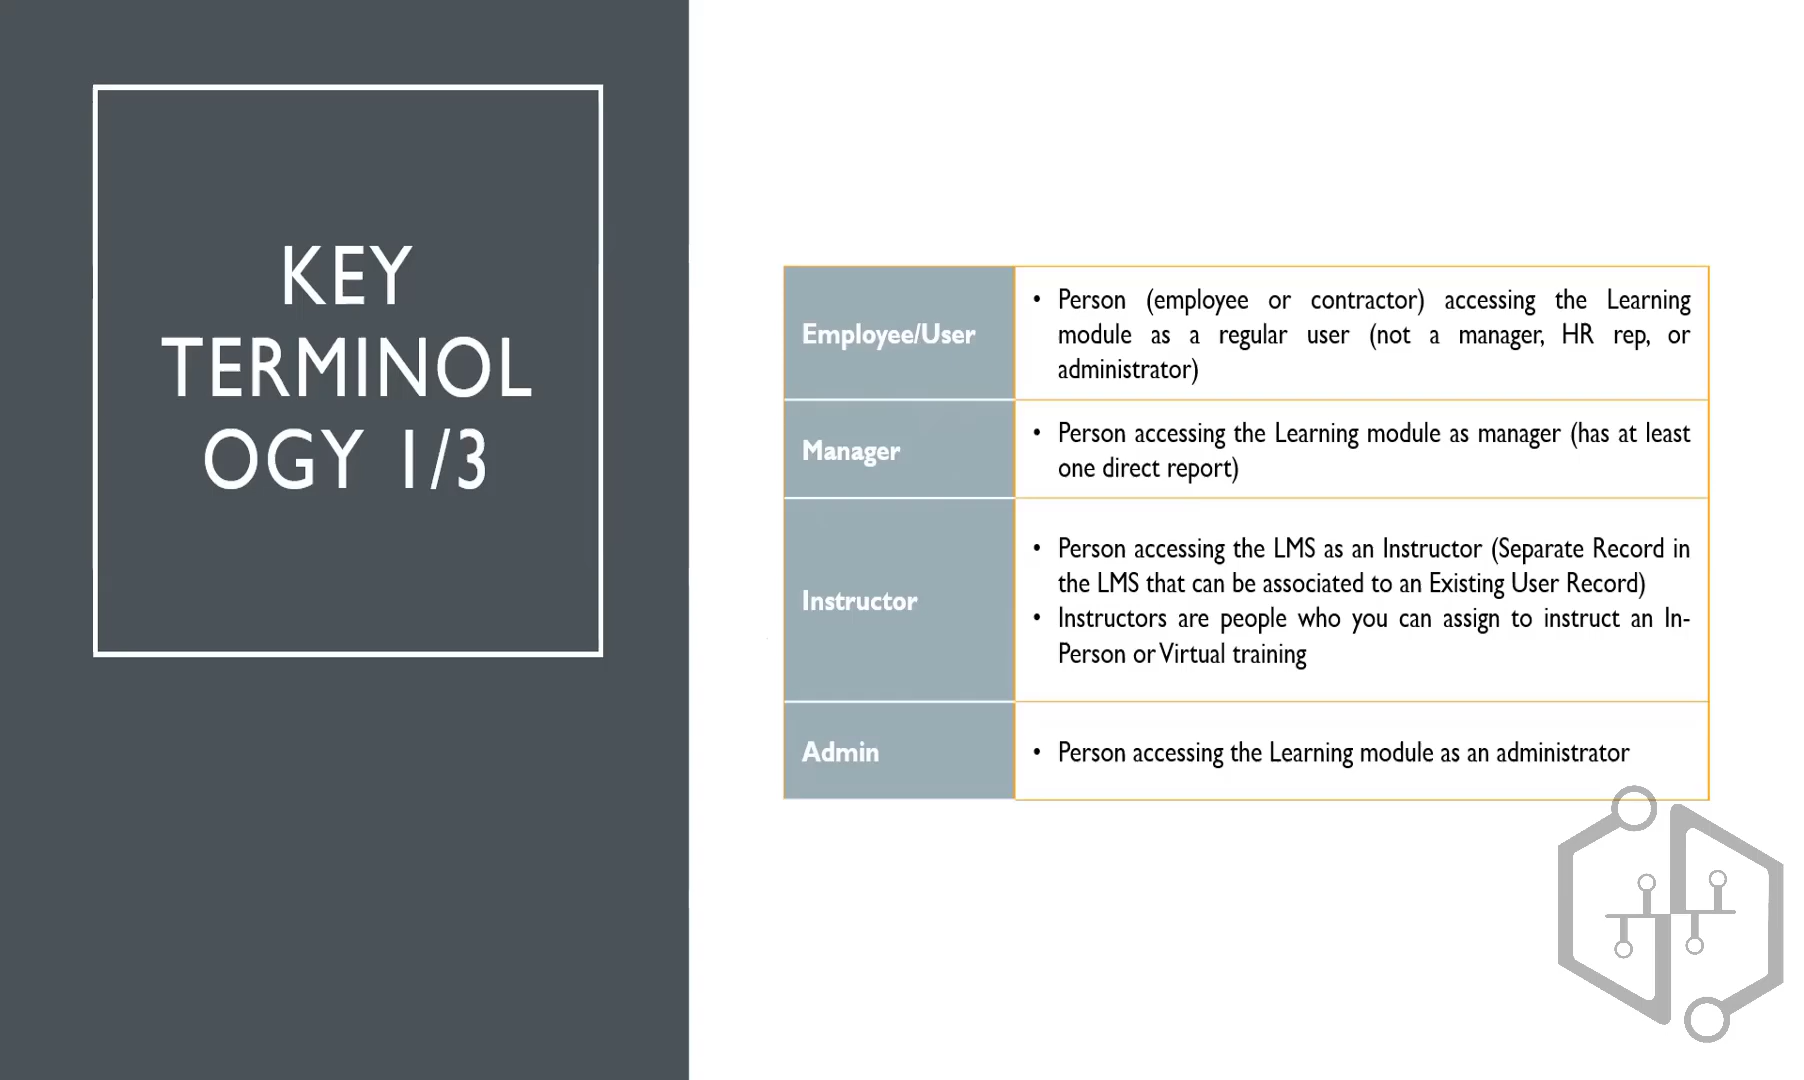 KEY
TERMINOL
OGY 1/3
Employee/User
• Person (employee or contractor) accessing the Learning
module as a regular user (not a manager, HR rep, or
administrator)
Manager
• Person accessing the Learning module as manager (has at least
one direct report)
Instructor
• Person accessing the LMS as an Instructor (Separate Record in
the LMS that can be associated to an Existing User Record)
• Instructors are people who you can assign to instruct an In-
Person or Virtual training
Admin
• Person accessing the Learning module as an administrator